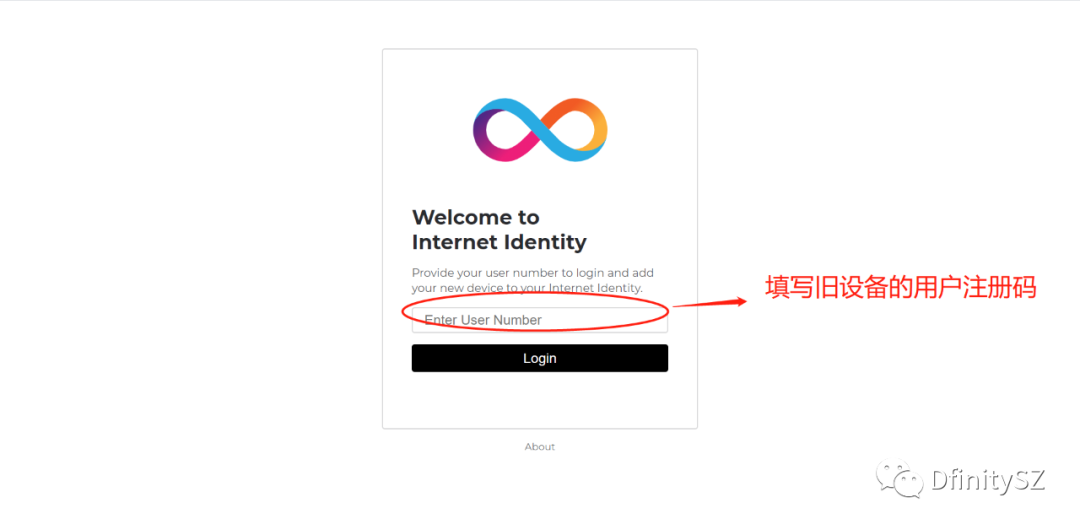 Welcome to
Internet Identity
Provide your user number to login and add
your new device to your Internet Identity.
Enter User Number
填写旧设备的用户注册码
Login
About
DfinitySZ